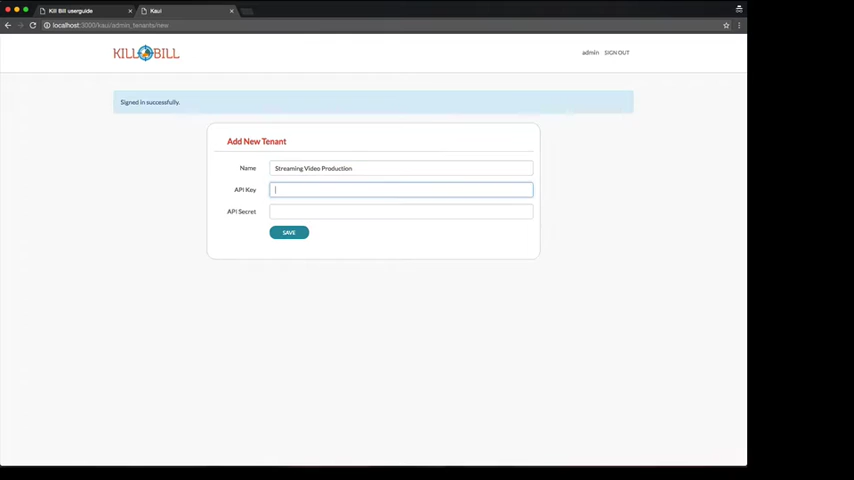 Kill Bill userguide
Kaui
localhost:3000/kaui/admin_tenants/new
KILL BILL
admin SIGN OUT
Signed in successfully.
Add New Tenant
Name Streaming Video Production
API Key
API Secret
SAVE